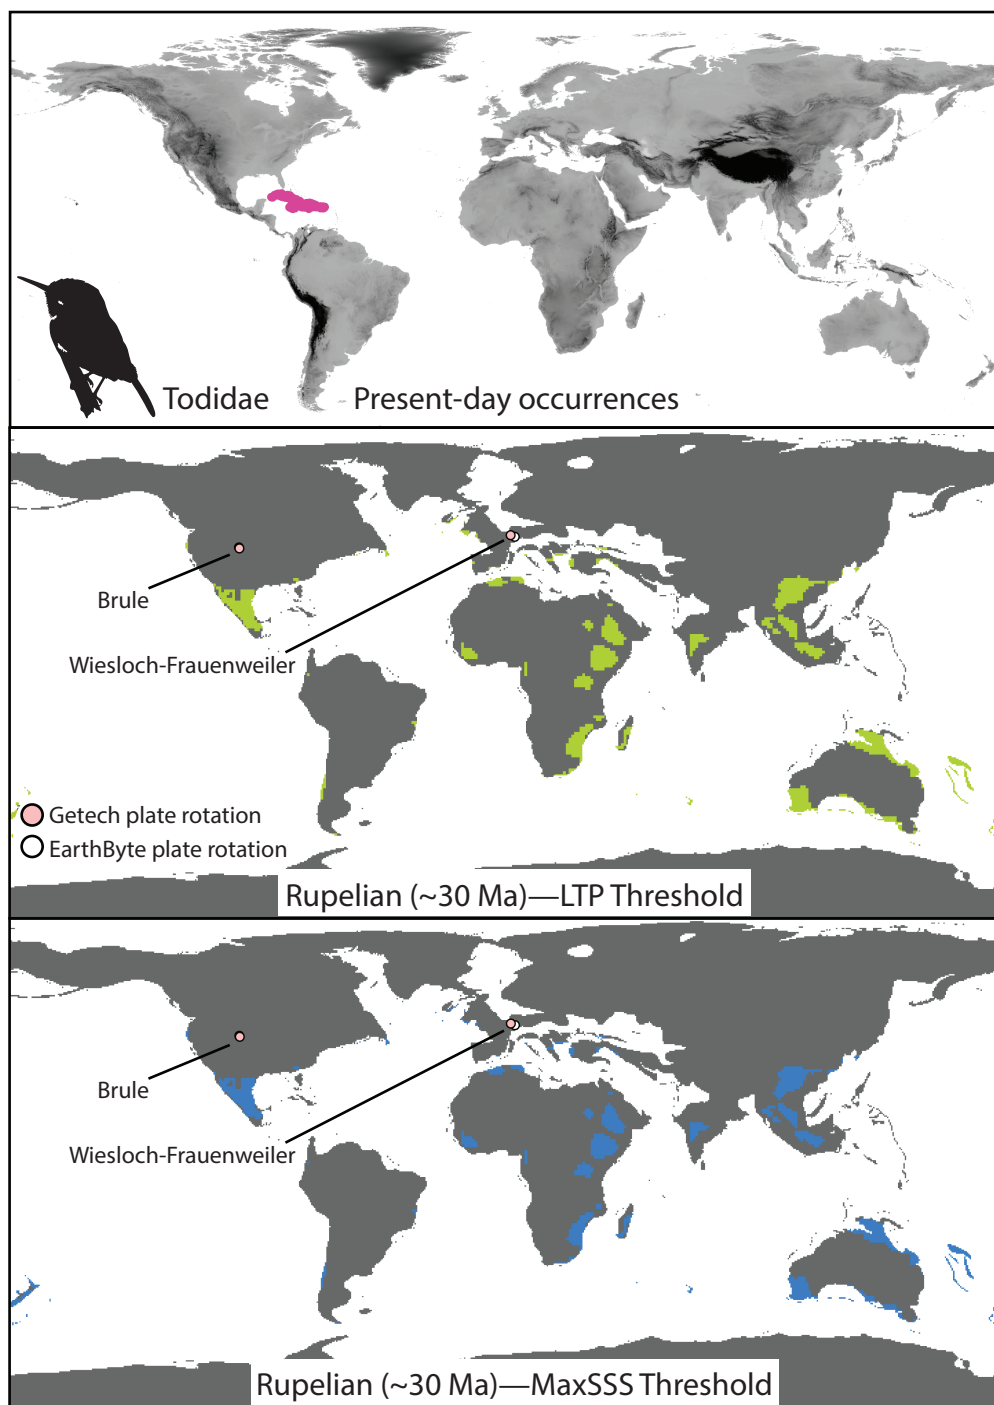 Todidae
Present-day occurrences
Brule
Wiesloch-Frauenweiler
Getech plate rotation
EarthByte plate rotation
Rupelian (~30 Ma)—LTP Threshold
Brule
Wiesloch-Frauenweiler
Rupelian (~30 Ma)—MaxSSS Threshold